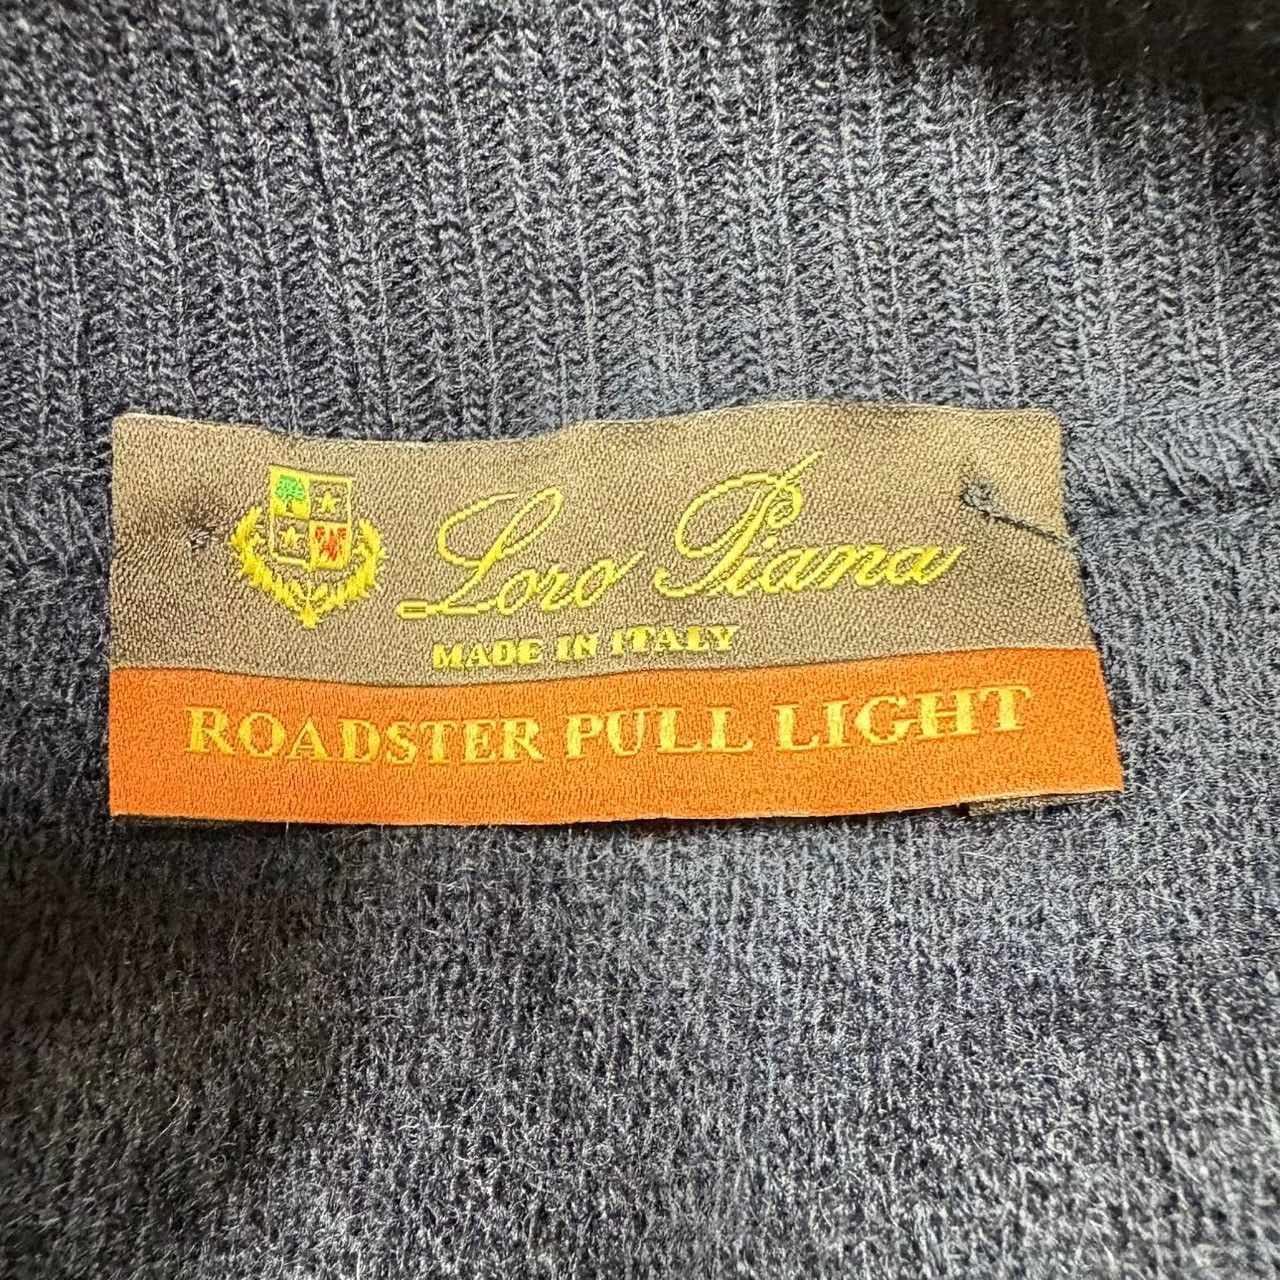 Loro Piana
MADE IN ITALY
ROADSTER PULL LIGHT